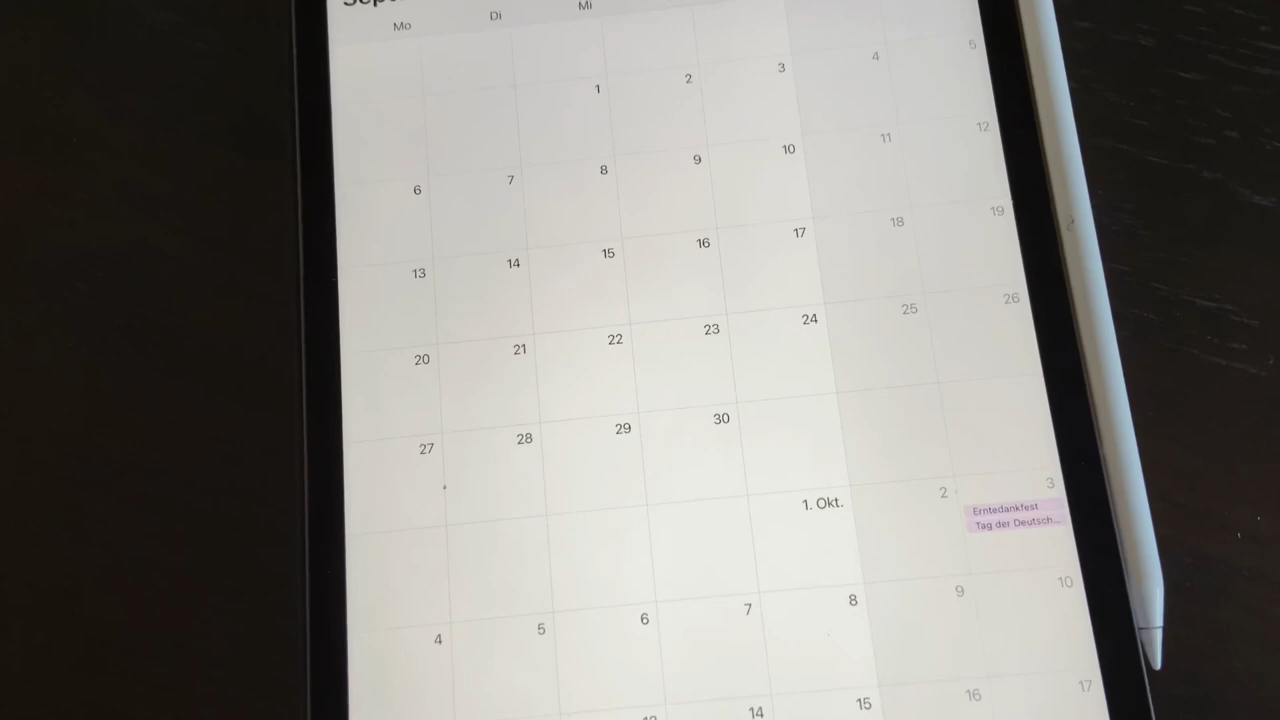 Mo Di Mi
1 2 3 4 5
6 7 8 9 10 11 12
13 14 15 16 17 18 19
20 21 22 23 24 25 26
27 28 29 30
1. Okt. 2 3
Erntedankfest
Tag der Deutsch...
4 5 6 7 8 9 10
14 15 16 17